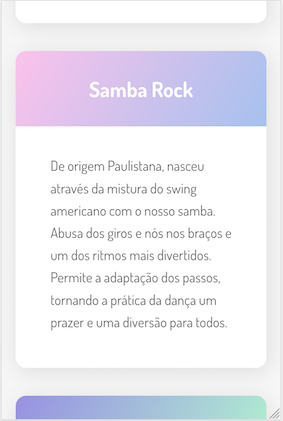 Samba Rock
De origem Paulistana, nasceu
através da mistura do swing
americano com o nosso samba.
Abusa dos giros e nós nos braços e
um dos ritmos mais divertidos.
Permite a adaptação dos passos,
tornando a prática da dança um
prazer e uma diversão para todos.